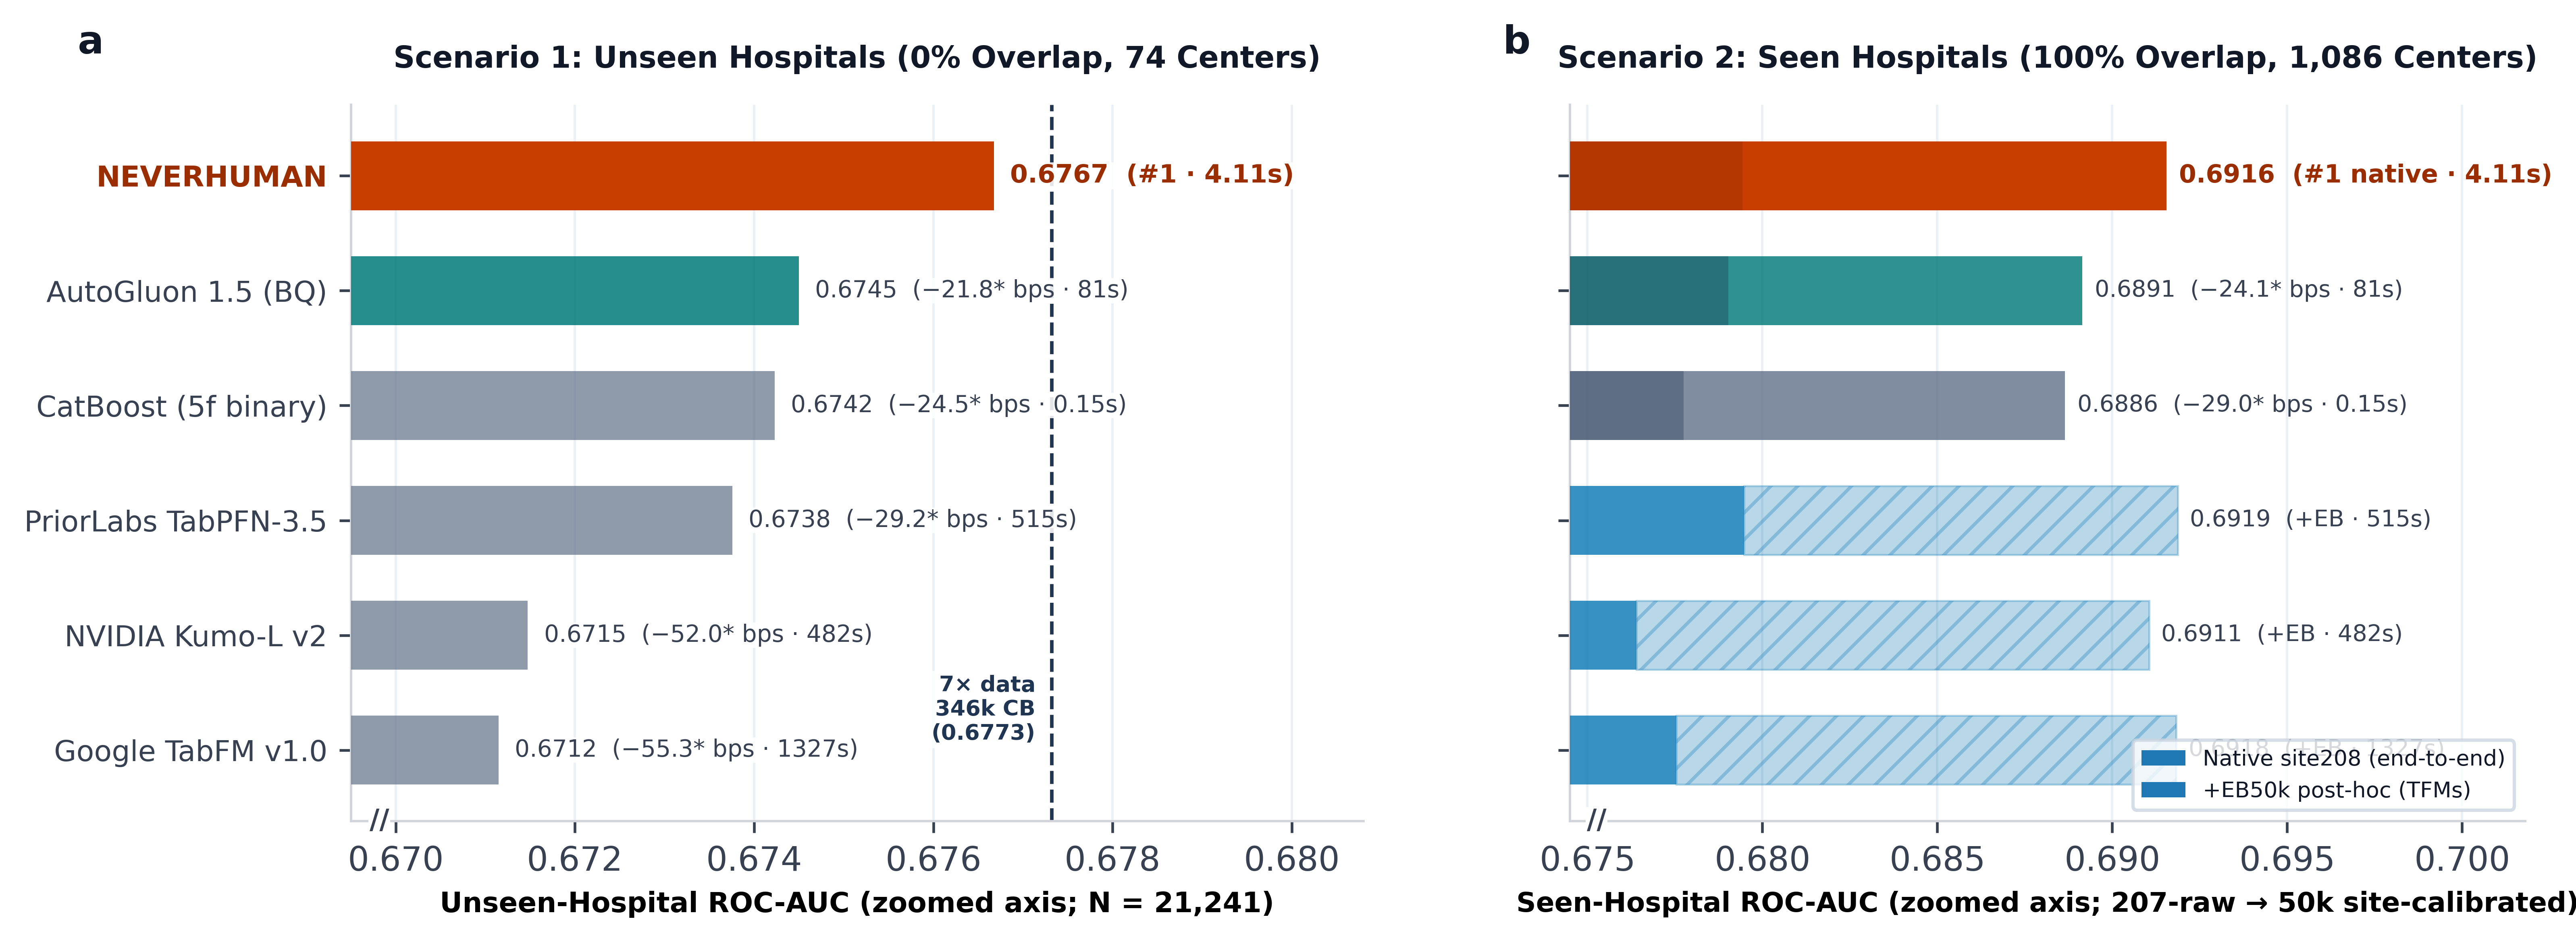 a
Scenario 1: Unseen Hospitals (0% Overlap, 74 Centers)
NEVERHUMAN
0.6767 (#1 · 4.11s)
AutoGluon 1.5 (BQ)
0.6745 (−21.8* bps · 81s)
CatBoost (5f binary)
0.6742 (−24.5* bps · 0.15s)
PriorLabs TabPFN-3.5
0.6738 (−29.2* bps · 515s)
NVIDIA Kumo-L v2
0.6715 (−52.0* bps · 482s)
Google TabFM v1.0
0.6712 (−55.3* bps · 1327s)
7× data
346k CB
(0.6773)
//
0.670 0.672 0.674 0.676 0.678 0.680
Unseen-Hospital ROC-AUC (zoomed axis; N = 21,241)
b
Scenario 2: Seen Hospitals (100% Overlap, 1,086 Centers)
0.6916 (#1 native · 4.11s)
0.6891 (−24.1* bps · 81s)
0.6886 (−29.0* bps · 0.15s)
0.6919 (+EB · 515s)
0.6911 (+EB · 482s)
0.6918 (+EB · 1327s)
Native site208 (end-to-end)
+EB50k post-hoc (TFMs)
//
0.675 0.680 0.685 0.690 0.695 0.700
Seen-Hospital ROC-AUC (zoomed axis; 207-raw → 50k site-calibrated)